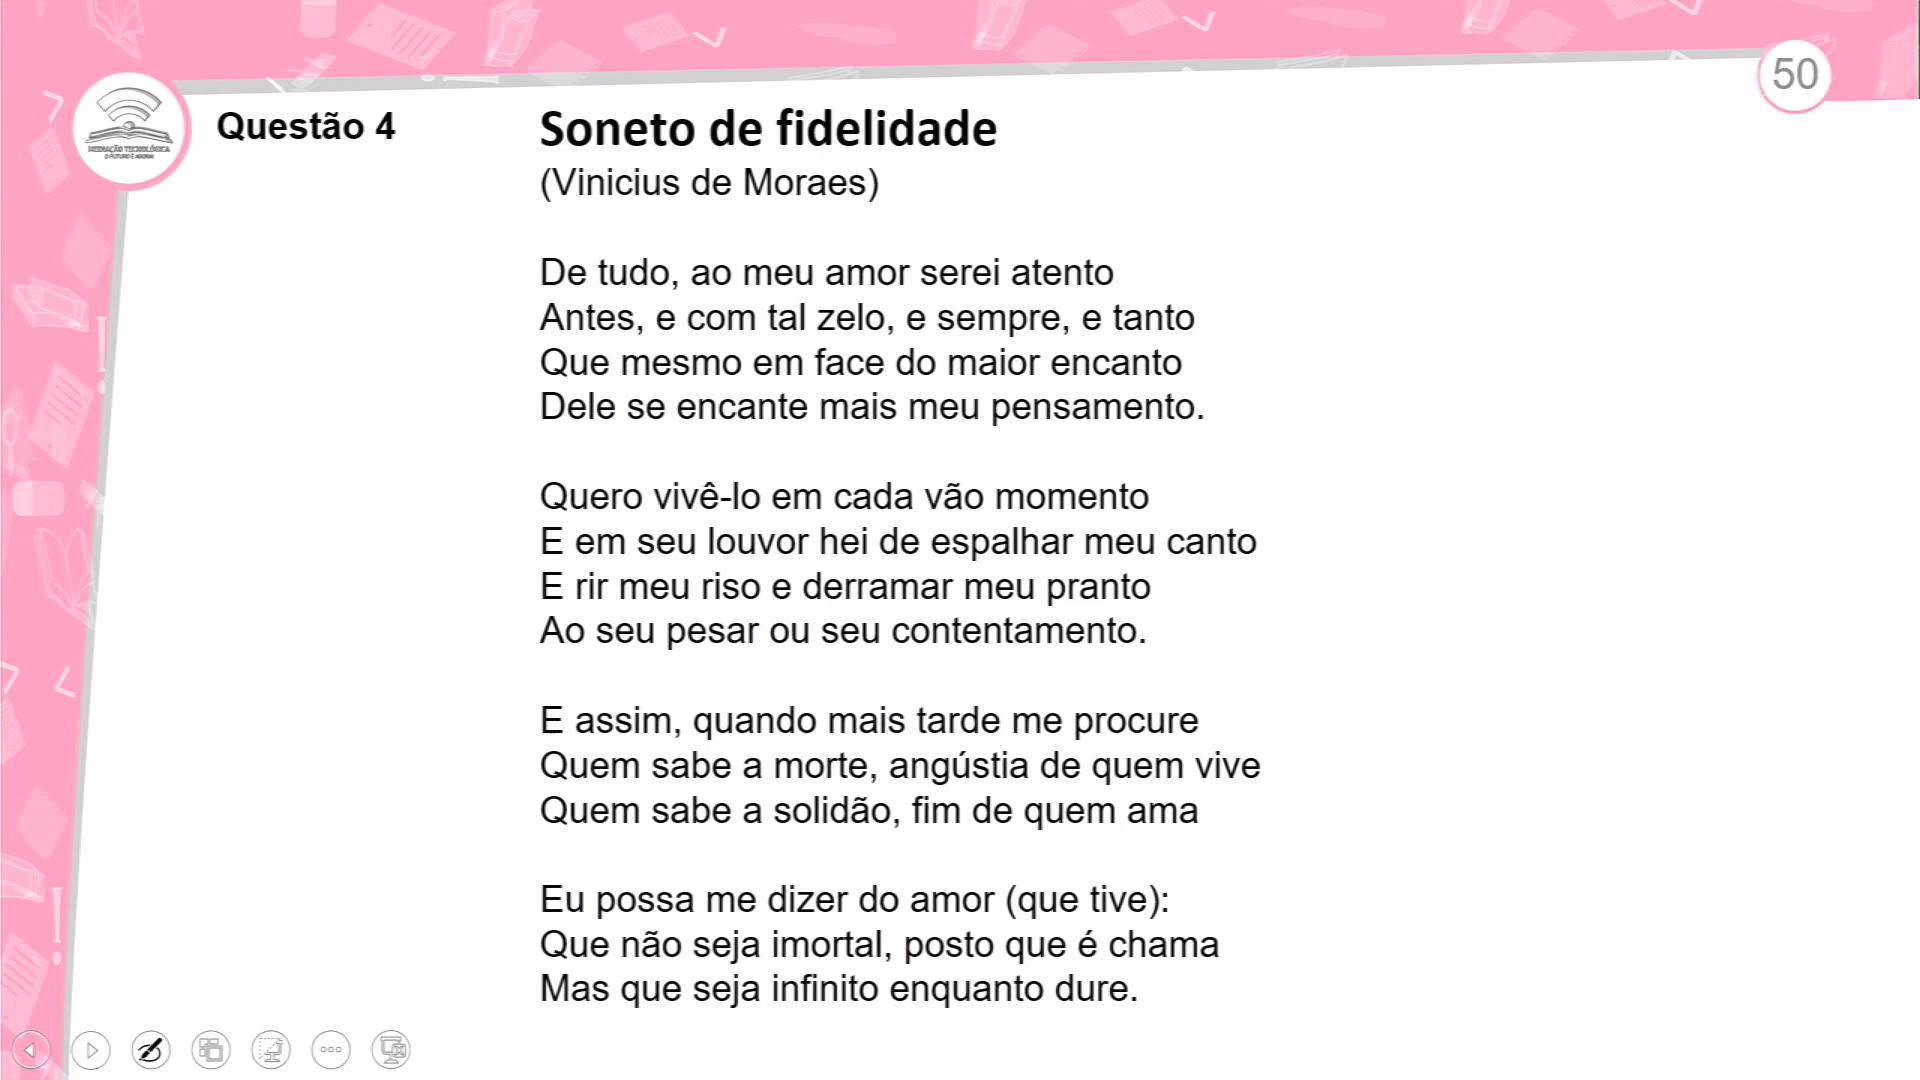 50
MEDIAÇÃO TECNOLÓGICA
O FUTURO É AGORA!
Questão 4
Soneto de fidelidade
(Vinicius de Moraes)
De tudo, ao meu amor serei atento
Antes, e com tal zelo, e sempre, e tanto
Que mesmo em face do maior encanto
Dele se encante mais meu pensamento.
Quero vivê-lo em cada vão momento
E em seu louvor hei de espalhar meu canto
E rir meu riso e derramar meu pranto
Ao seu pesar ou seu contentamento.
E assim, quando mais tarde me procure
Quem sabe a morte, angústia de quem vive
Quem sabe a solidão, fim de quem ama
Eu possa me dizer do amor (que tive):
Que não seja imortal, posto que é chama
Mas que seja infinito enquanto dure.